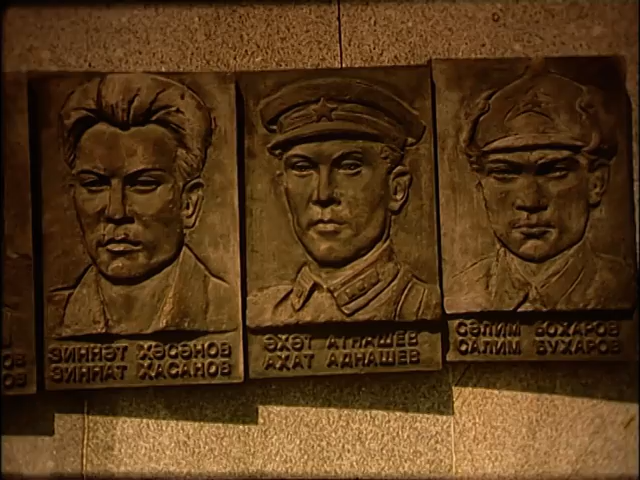 ЗИННӘТ ХӘСӘНОВ
ЗИННАТ ХАСАНОВ
ӘХӘТ АТНАШЕВ
АХАТ АДНАШЕВ
СӘЛИМ БОХАРОВ
САЛИМ БУХАРОВ